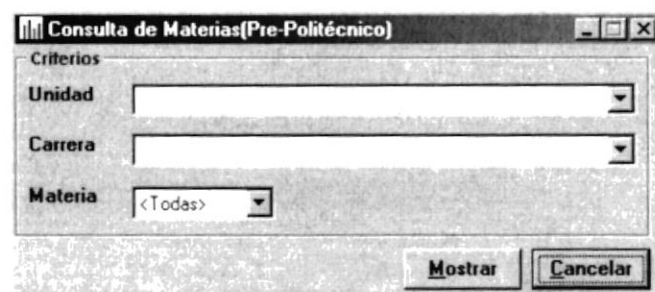 Consulta de Materias(Pre-Politécnico)
Criterios
Unidad
Carrera
Materia <Todas>
Mostrar Cancelar